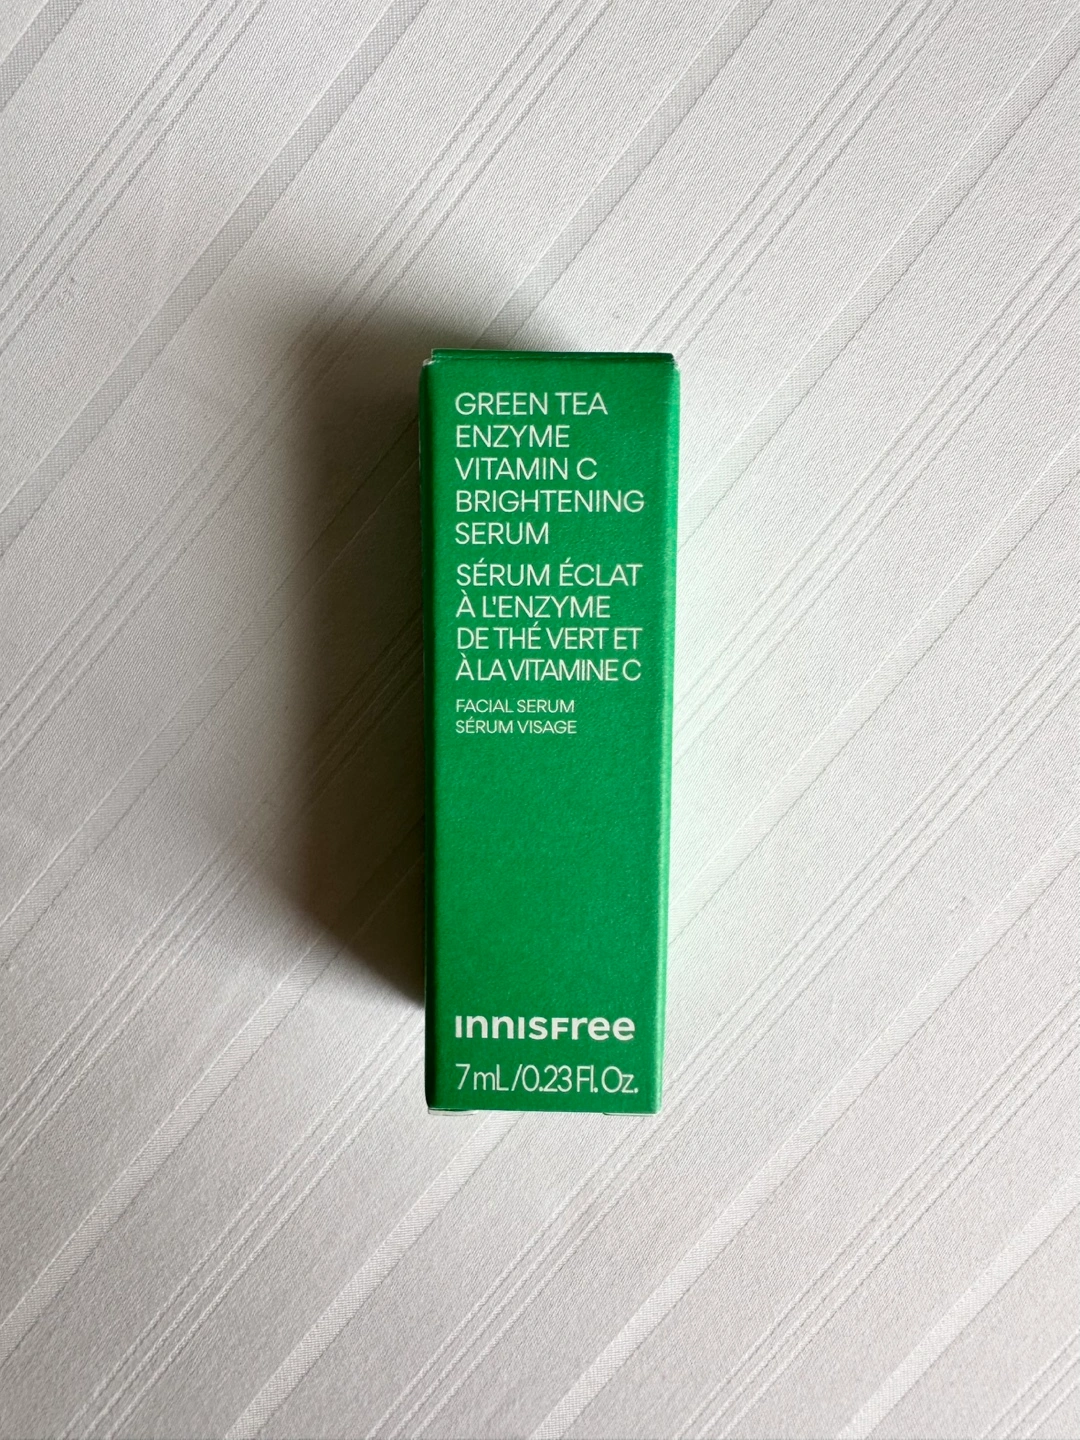 GREEN TEA
ENZYME
VITAMIN C
BRIGHTENING
SERUM
SÉRUM ÉCLAT
À L'ENZYME
DE THÉ VERT ET
À LA VITAMINE C
FACIAL SERUM
SÉRUM VISAGE
INNISFree
7 mL/0.23 Fl. Oz.